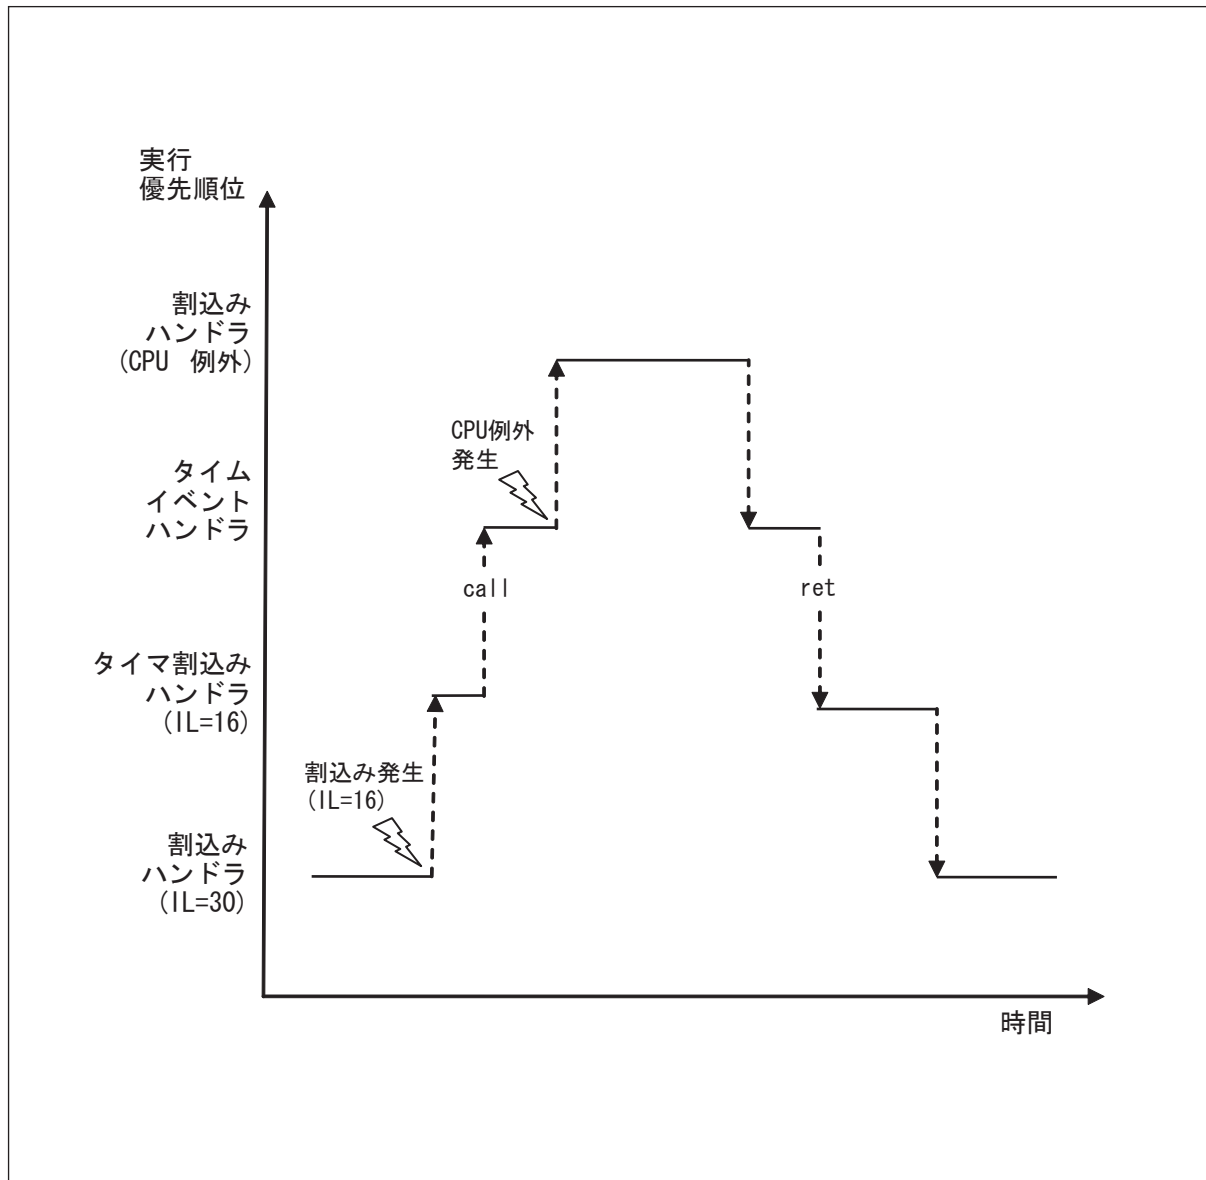 実行
優先順位
割込み
ハンドラ
(CPU 例外)
CPU例外
発生
タイム
イベント
ハンドラ
call
ret
タイマ割込み
ハンドラ
(IL=16)
割込み発生
(IL=16)
割込み
ハンドラ
(IL=30)
時間